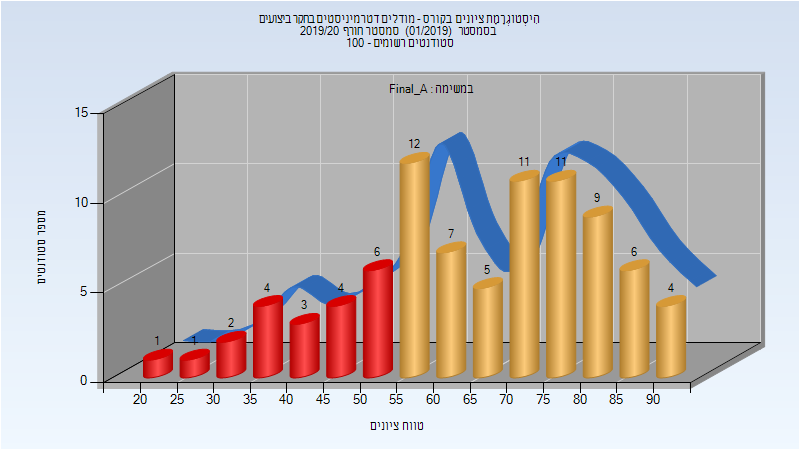 היסטוגרמת ציונים בקורס - מודלים דטרמיניסטים בחקר ביצועים
בסמסטר (01/2019) סמסטר חורף 2019/20
סטודנטים רשומים - 100
במשימה : Final_A
מספר סטודנטים
15
10
5
0
1
1
2
4
3
4
6
12
7
5
11
11
9
6
4
20 25 30 35 40 45 50 55 60 65 70 75 80 85 90
טווח ציונים